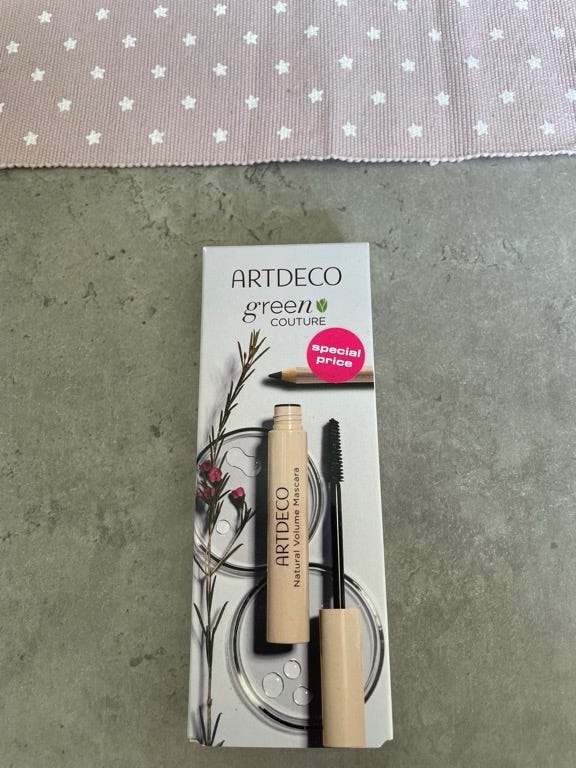 ARTDECO
green
COUTURE
special
price
ARTDECO
Natural Volume Mascara